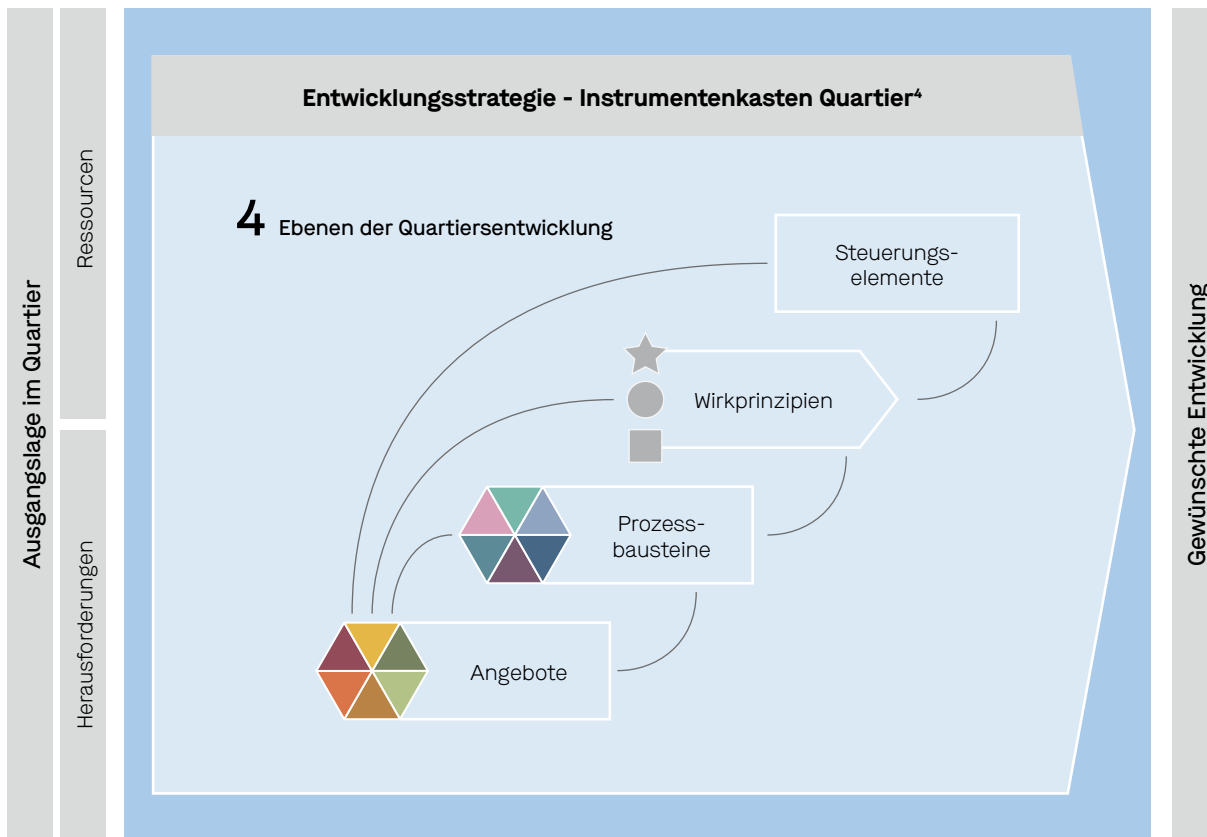 Ausgangslage im Quartier
Ressourcen
Herausforderungen
Entwicklungsstrategie - Instrumentenkasten Quartier⁴
4 Ebenen der Quartiersentwicklung
Steuerungs-
elemente
Wirkprinzipien
Prozess-
bausteine
Angebote
Gewünschte Entwicklung